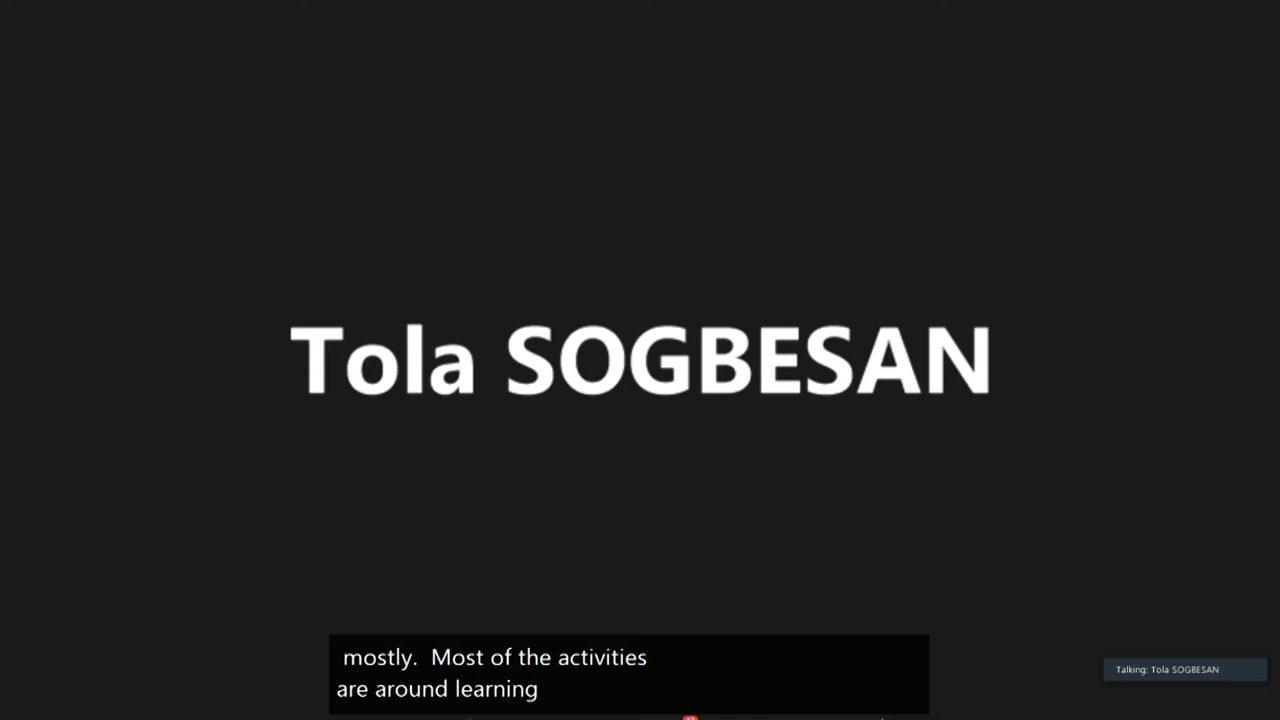 Tola SOGBESAN
mostly.  Most of the activities
are around learning
Talking: Tola SOGBESAN